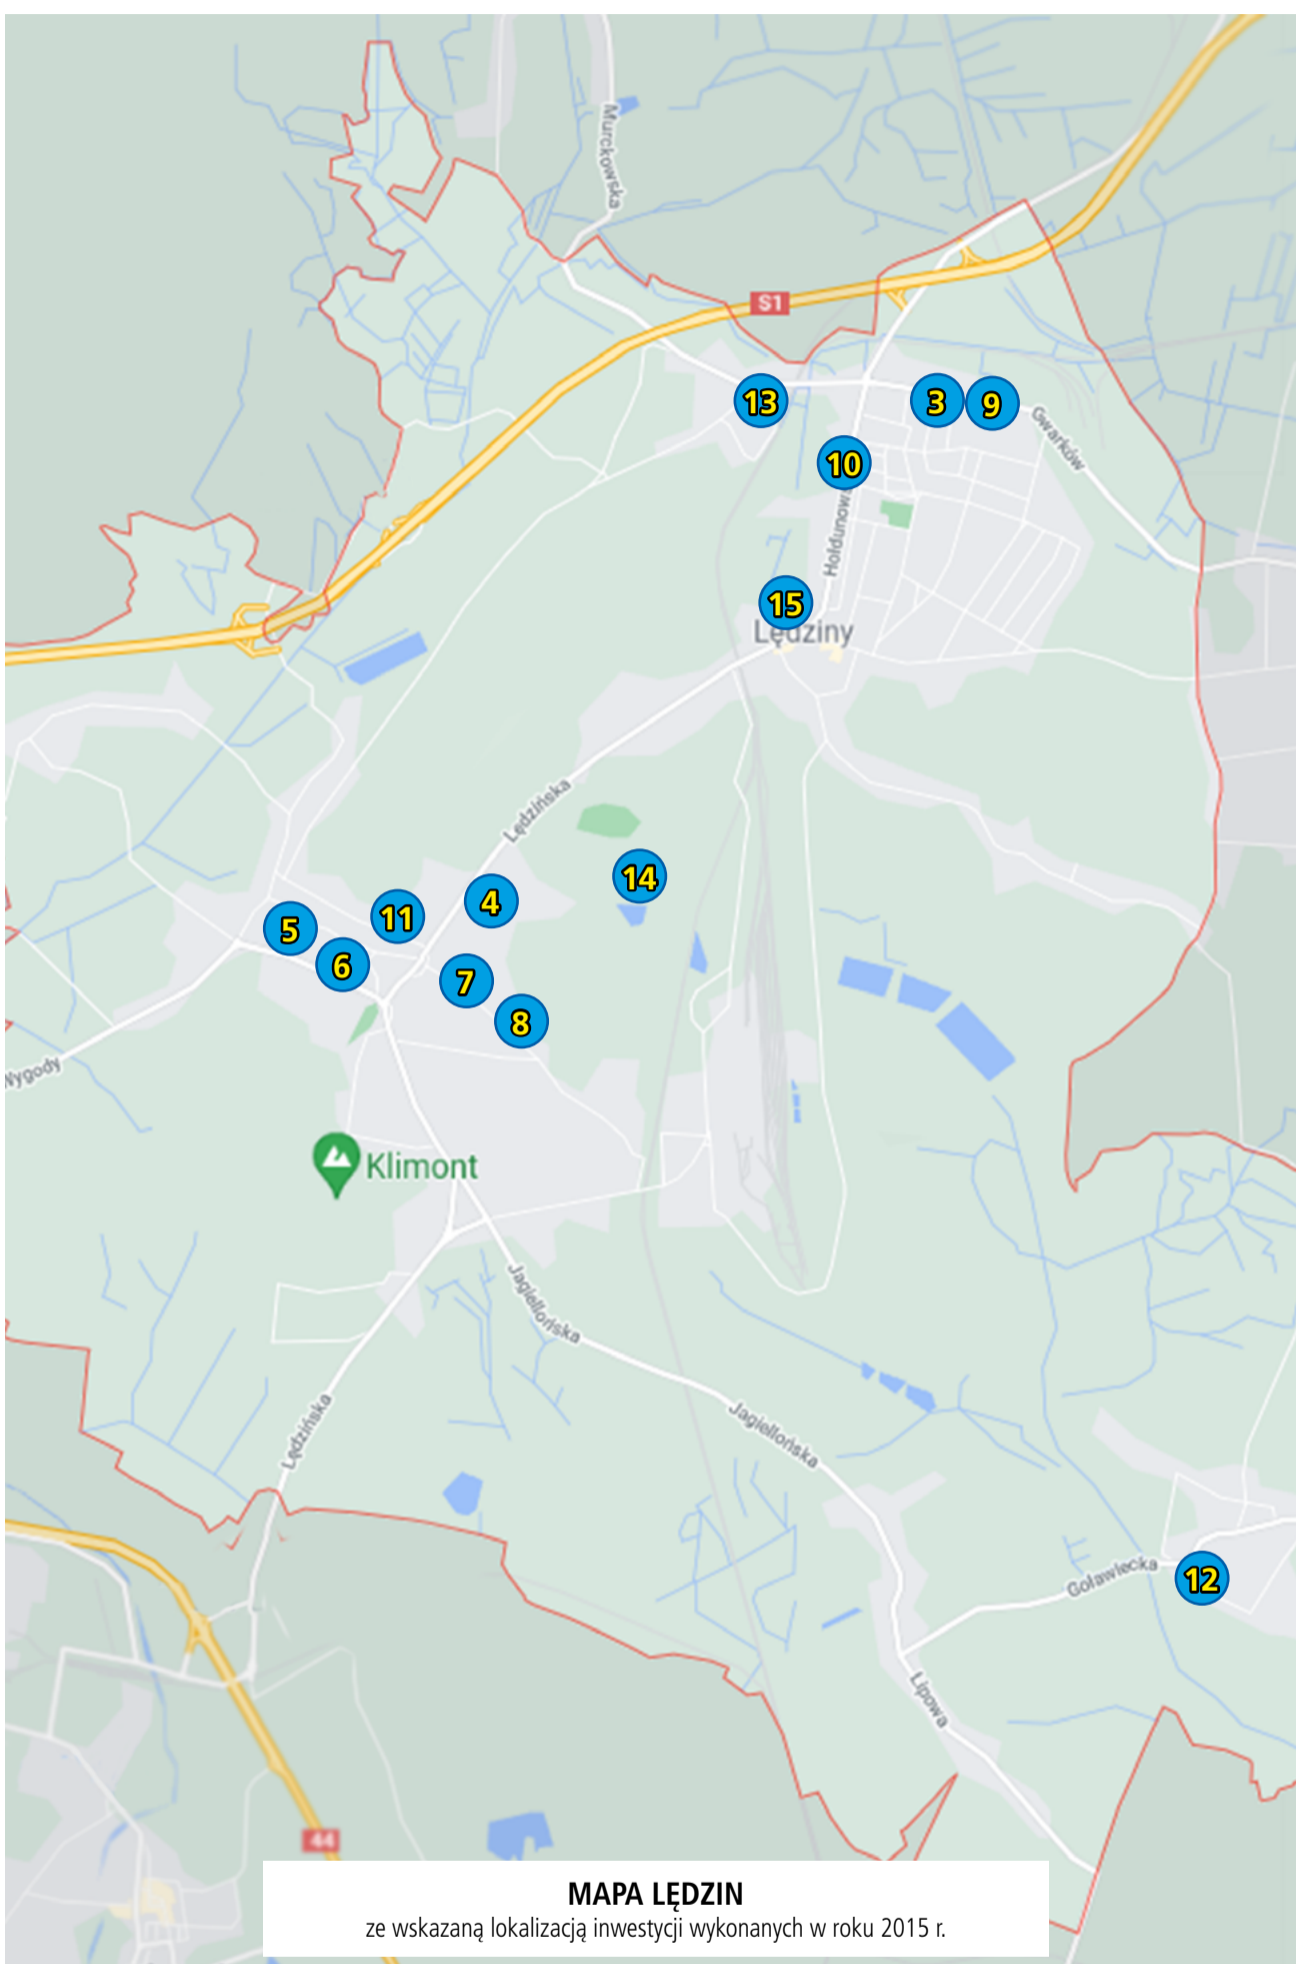 Murckowska
S1
13
3
9
Gwarków
10
Hołdunows
15
Lędziny
Lędzińska
14
4
11
5
6
7
8
Wygody
Klimont
Jagiellońska
Lędzińska
Jagiellońska
Goławiecka
12
Lipowa
44
MAPA LĘDZIN
ze wskazaną lokalizacją inwestycji wykonanych w roku 2015 r.